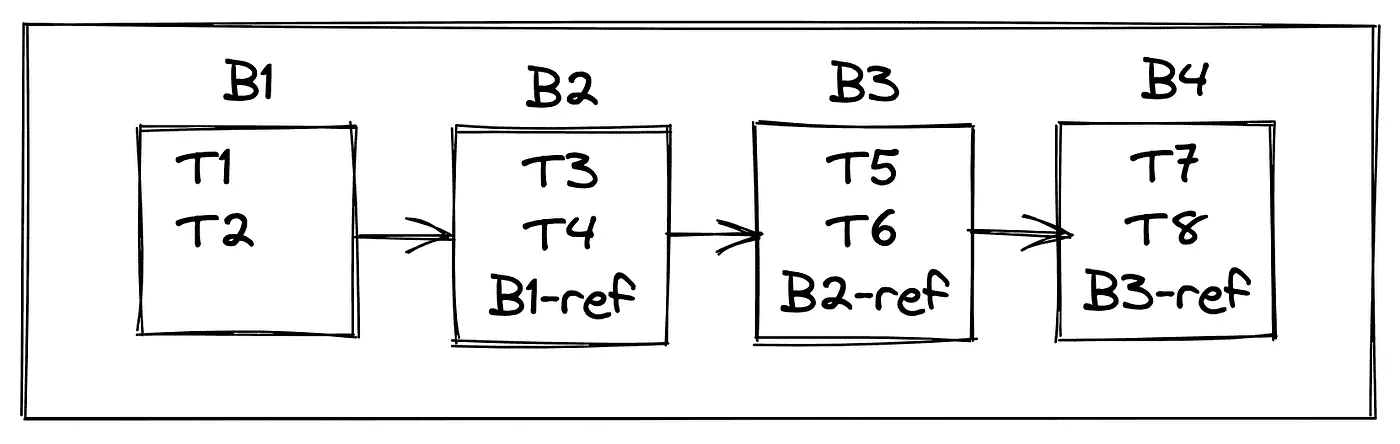 B1
T1
T2
B2
T3
T4
B1-ref
B3
T5
T6
B2-ref
B4
T7
T8
B3-ref